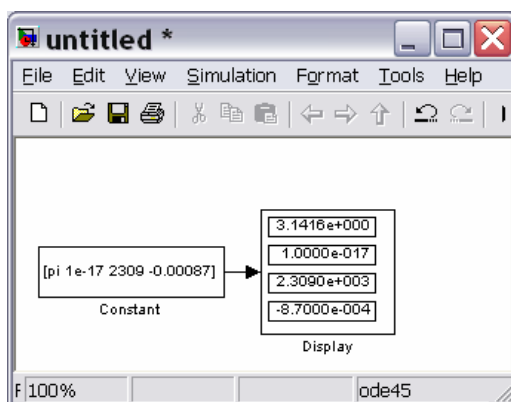 untitled *
File Edit View Simulation Format Tools Help
3.1416e+000
1.0000e-017
[pi 1e-17 2309 -0.00087]
2.3090e+003
-8.7000e-004
Constant
Display
F 100% ode45